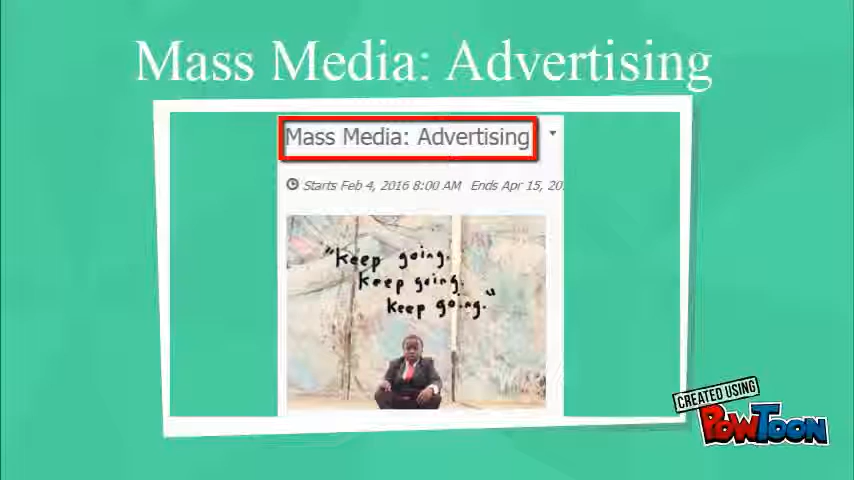 Mass Media: Advertising
Mass Media: Advertising
Starts Feb 4, 2016 8:00 AM Ends Apr 15, 20
"keep going.
keep going.
keep going."
CREATED USING
POWTOON